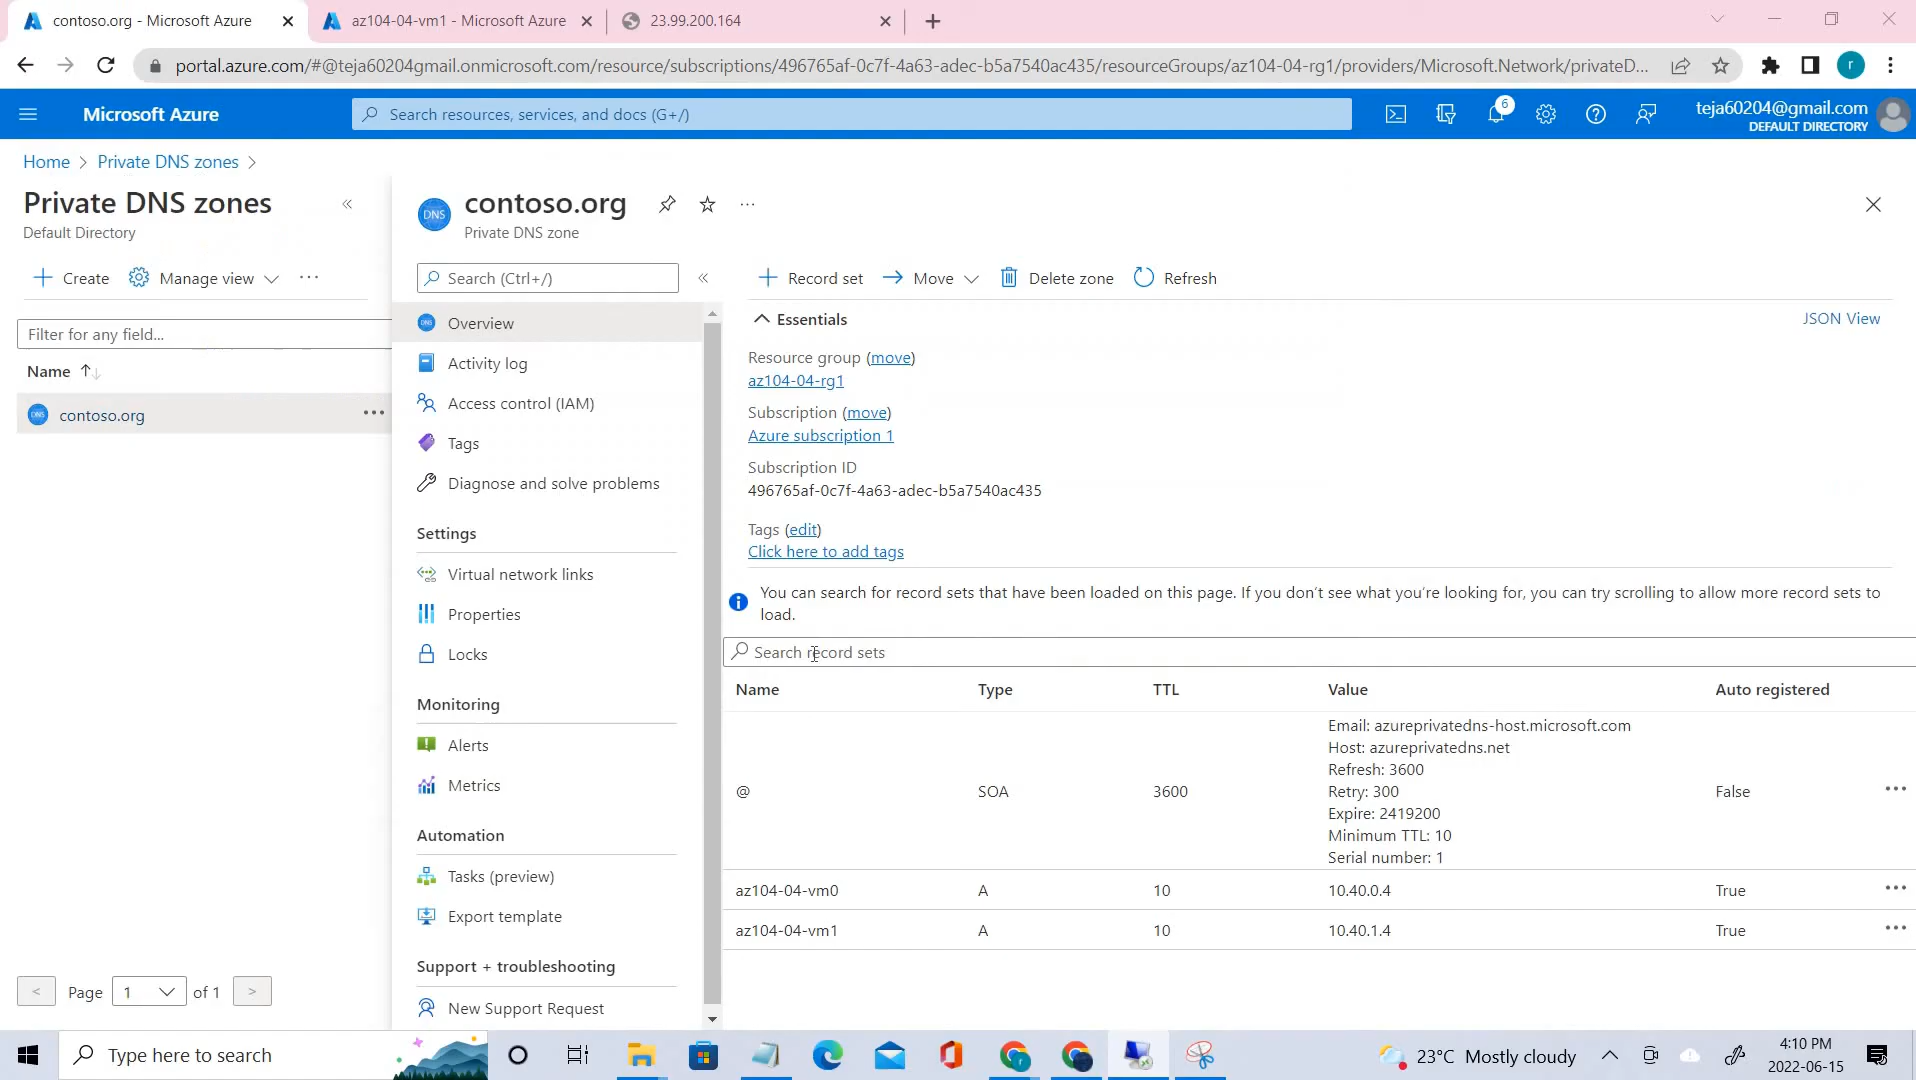 contoso.org - Microsoft Azure
az104-04-vm1 - Microsoft Azure
23.99.200.164
portal.azure.com/#@teja60204gmail.onmicrosoft.com/resource/subscriptions/496765af-0c7f-4a63-adec-b5a7540ac435/resourceGroups/az104-04-rg1/providers/Microsoft.Network/privateD...
r
Microsoft Azure
Search resources, services, and docs (G+/)
6
teja60204@gmail.com
DEFAULT DIRECTORY
Home > Private DNS zones >
Private DNS zones
Default Directory
Create
Manage view
Filter for any field...
Name
DNS
contoso.org
< Page 1 of 1 >
DNS
contoso.org
Private DNS zone
Search (Ctrl+/)
Overview
Activity log
Access control (IAM)
Tags
Diagnose and solve problems
Settings
Virtual network links
Properties
Locks
Monitoring
Alerts
Metrics
Automation
Tasks (preview)
Export template
Support + troubleshooting
New Support Request
Record set
Move
Delete zone
Refresh
Essentials
JSON View
Resource group (move)
az104-04-rg1
Subscription (move)
Azure subscription 1
Subscription ID
496765af-0c7f-4a63-adec-b5a7540ac435
Tags (edit)
Click here to add tags
You can search for record sets that have been loaded on this page. If you don't see what you're looking for, you can try scrolling to allow more record sets to
load.
Search record sets
Name Type TTL Value Auto registered
@ SOA 3600
Email: azureprivatedns-host.microsoft.com
Host: azureprivatedns.net
Refresh: 3600
Retry: 300
Expire: 2419200
Minimum TTL: 10
Serial number: 1
False
az104-04-vm0 A 10 10.40.0.4 True
az104-04-vm1 A 10 10.40.1.4 True
Type here to search
23°C Mostly cloudy
4:10 PM
2022-06-15